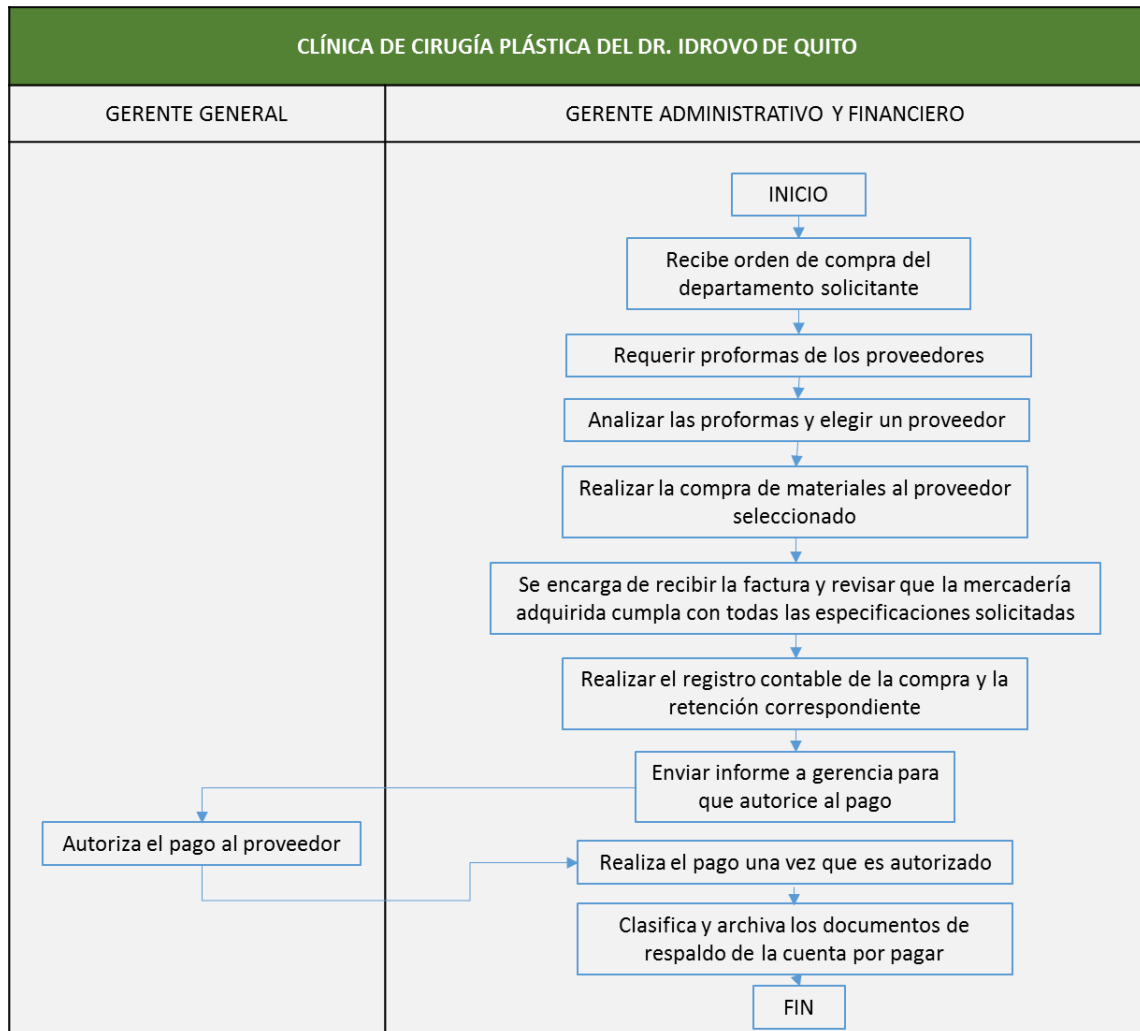 CLÍNICA DE CIRUGÍA PLÁSTICA DEL DR. IDROVO DE QUITO
GERENTE GENERAL
GERENTE ADMINISTRATIVO Y FINANCIERO
INICIO
Recibe orden de compra del
departamento solicitante
Requerir proformas de los proveedores
Analizar las proformas y elegir un proveedor
Realizar la compra de materiales al proveedor
seleccionado
Se encarga de recibir la factura y revisar que la mercadería
adquirida cumpla con todas las especificaciones solicitadas
Realizar el registro contable de la compra y la
retención correspondiente
Enviar informe a gerencia para
que autorice al pago
Autoriza el pago al proveedor
Realiza el pago una vez que es autorizado
Clasifica y archiva los documentos de
respaldo de la cuenta por pagar
FIN